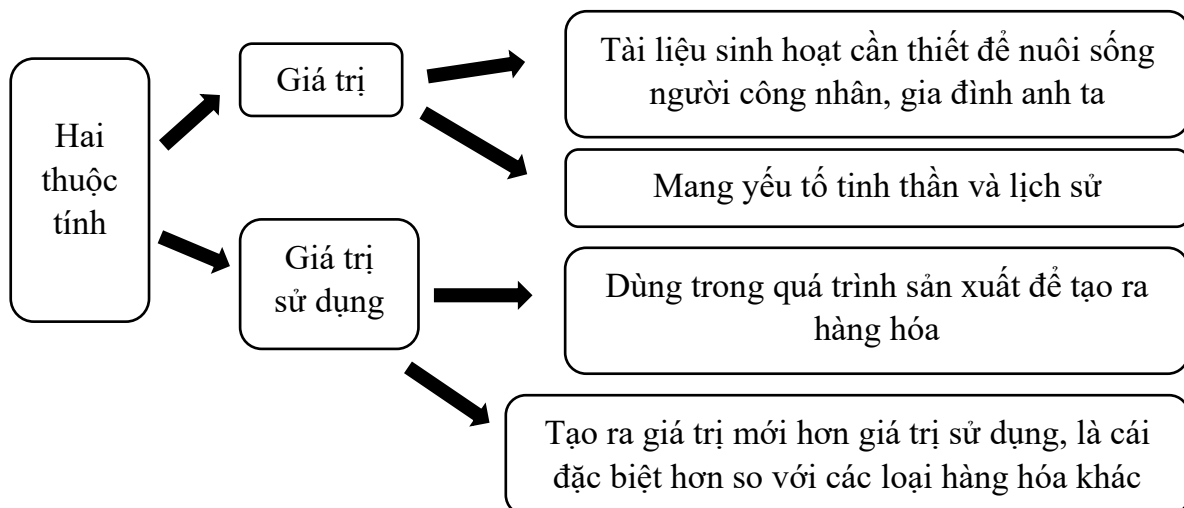 Hai
thuộc
tính
Giá trị
Tài liệu sinh hoạt cần thiết để nuôi sống
người công nhân, gia đình anh ta
Mang yếu tố tinh thần và lịch sử
Giá trị
sử dụng
Dùng trong quá trình sản xuất để tạo ra
hàng hóa
Tạo ra giá trị mới hơn giá trị sử dụng, là cái
đặc biệt hơn so với các loại hàng hóa khác